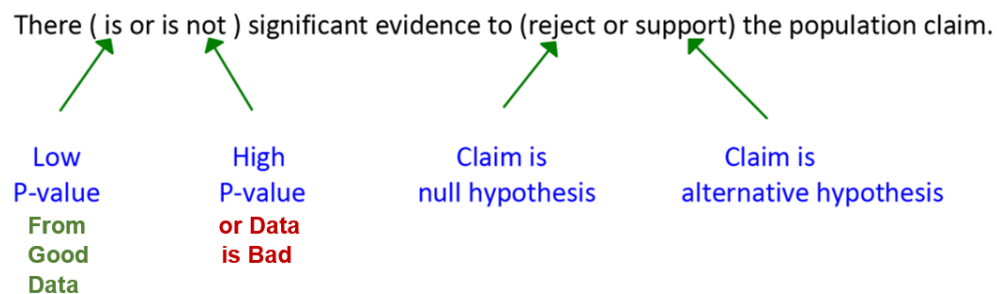 There ( is or is not ) significant evidence to (reject or support) the population claim.
Low
P-value
From
Good
Data
High
P-value
or Data
is Bad
Claim is
null hypothesis
Claim is
alternative hypothesis